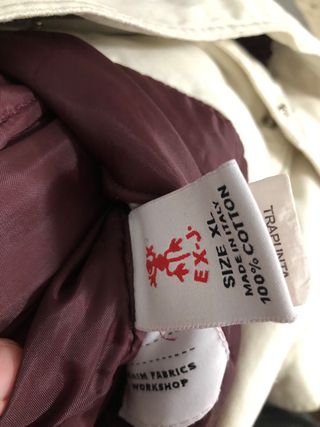 EX-J
SIZE XL
MADE IN ITALY
100% COTTON
TRAPUNTA
DENIM FABRICS
WORKSHOP